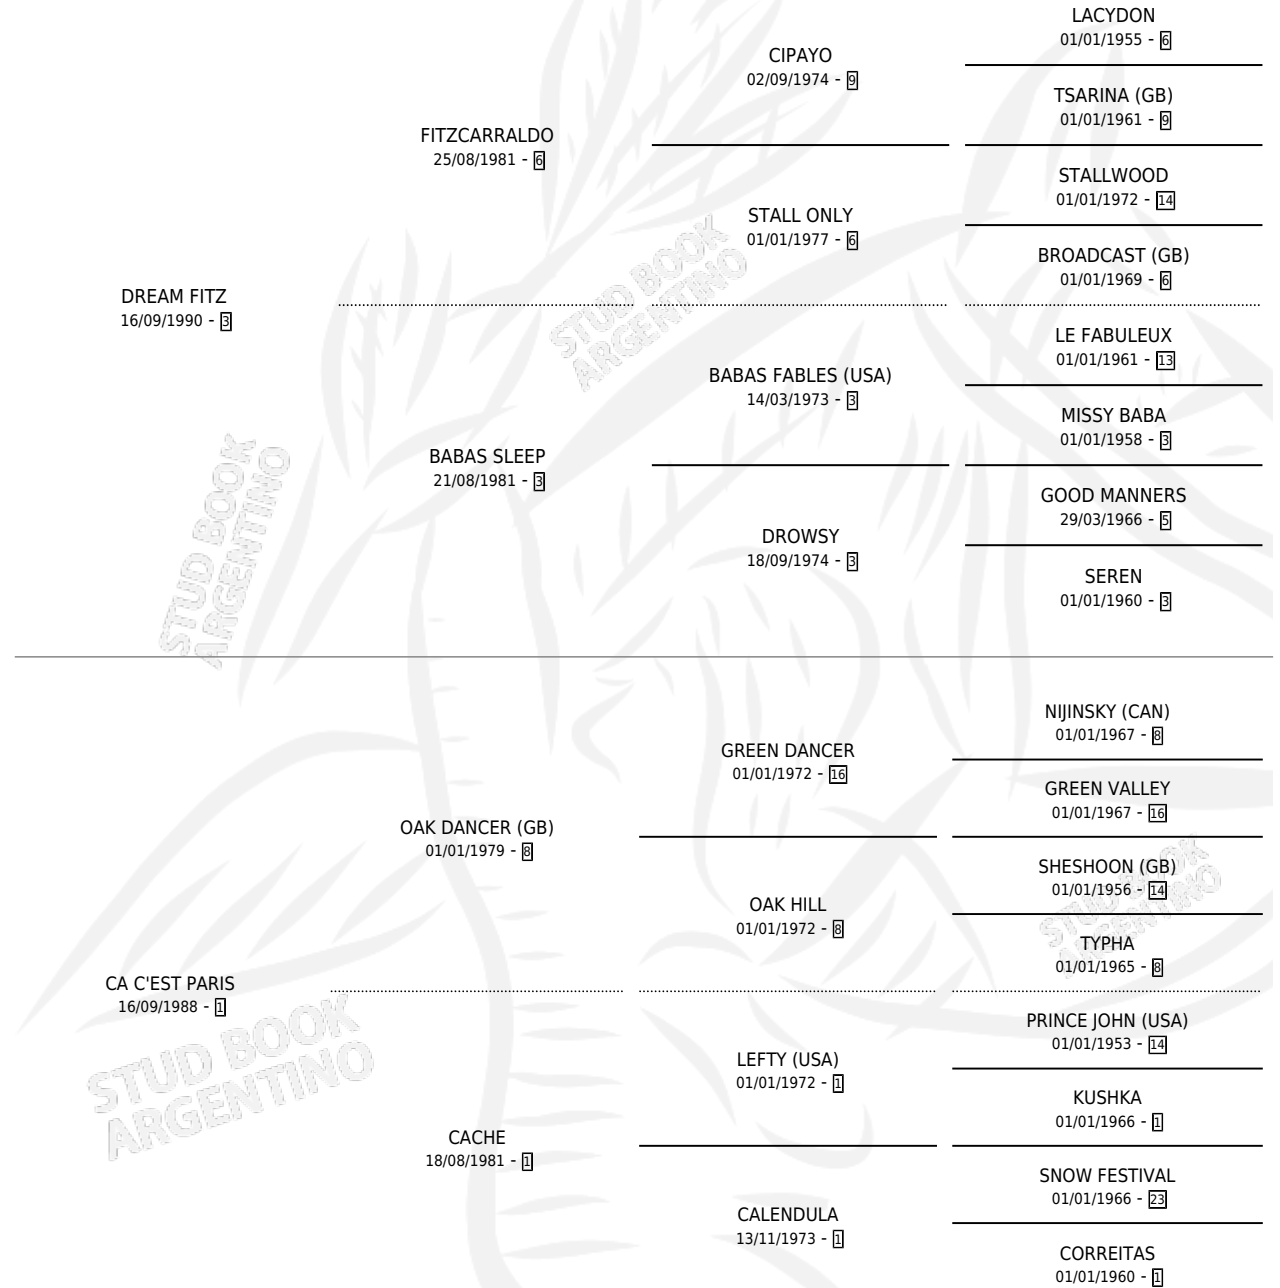 LACYDON
01/01/1955 - 6
CIPAYO
02/09/1974 - 9
TSARINA (GB)
01/01/1961 - 9
FITZCARRALDO
25/08/1981 - 6
STALLWOOD
01/01/1972 - 14
STALL ONLY
01/01/1977 - 6
BROADCAST (GB)
01/01/1969 - 6
DREAM FITZ
16/09/1990 - 3
LE FABULEUX
01/01/1961 - 13
BABAS FABLES (USA)
14/03/1973 - 3
MISSY BABA
01/01/1958 - 3
BABAS SLEEP
21/08/1981 - 3
GOOD MANNERS
29/03/1966 - 5
DROWSY
18/09/1974 - 3
SEREN
01/01/1960 - 3
NIJINSKY (CAN)
01/01/1967 - 8
GREEN DANCER
01/01/1972 - 16
GREEN VALLEY
01/01/1967 - 16
OAK DANCER (GB)
01/01/1979 - 8
SHESHOON (GB)
01/01/1956 - 14
OAK HILL
01/01/1972 - 8
TYPHA
01/01/1965 - 8
CA C'EST PARIS
16/09/1988 - 1
PRINCE JOHN (USA)
01/01/1953 - 14
LEFTY (USA)
01/01/1972 - 1
KUSHKA
01/01/1966 - 1
CACHE
18/08/1981 - 1
SNOW FESTIVAL
01/01/1966 - 23
CALENDULA
13/11/1973 - 1
CORREITAS
01/01/1960 - 1
STUD BOOK
ARGENTINO
STUD BOOK
ARGENTINO
STUD BOOK
ARGENTINO
STUD BOOK
ARGENTINO